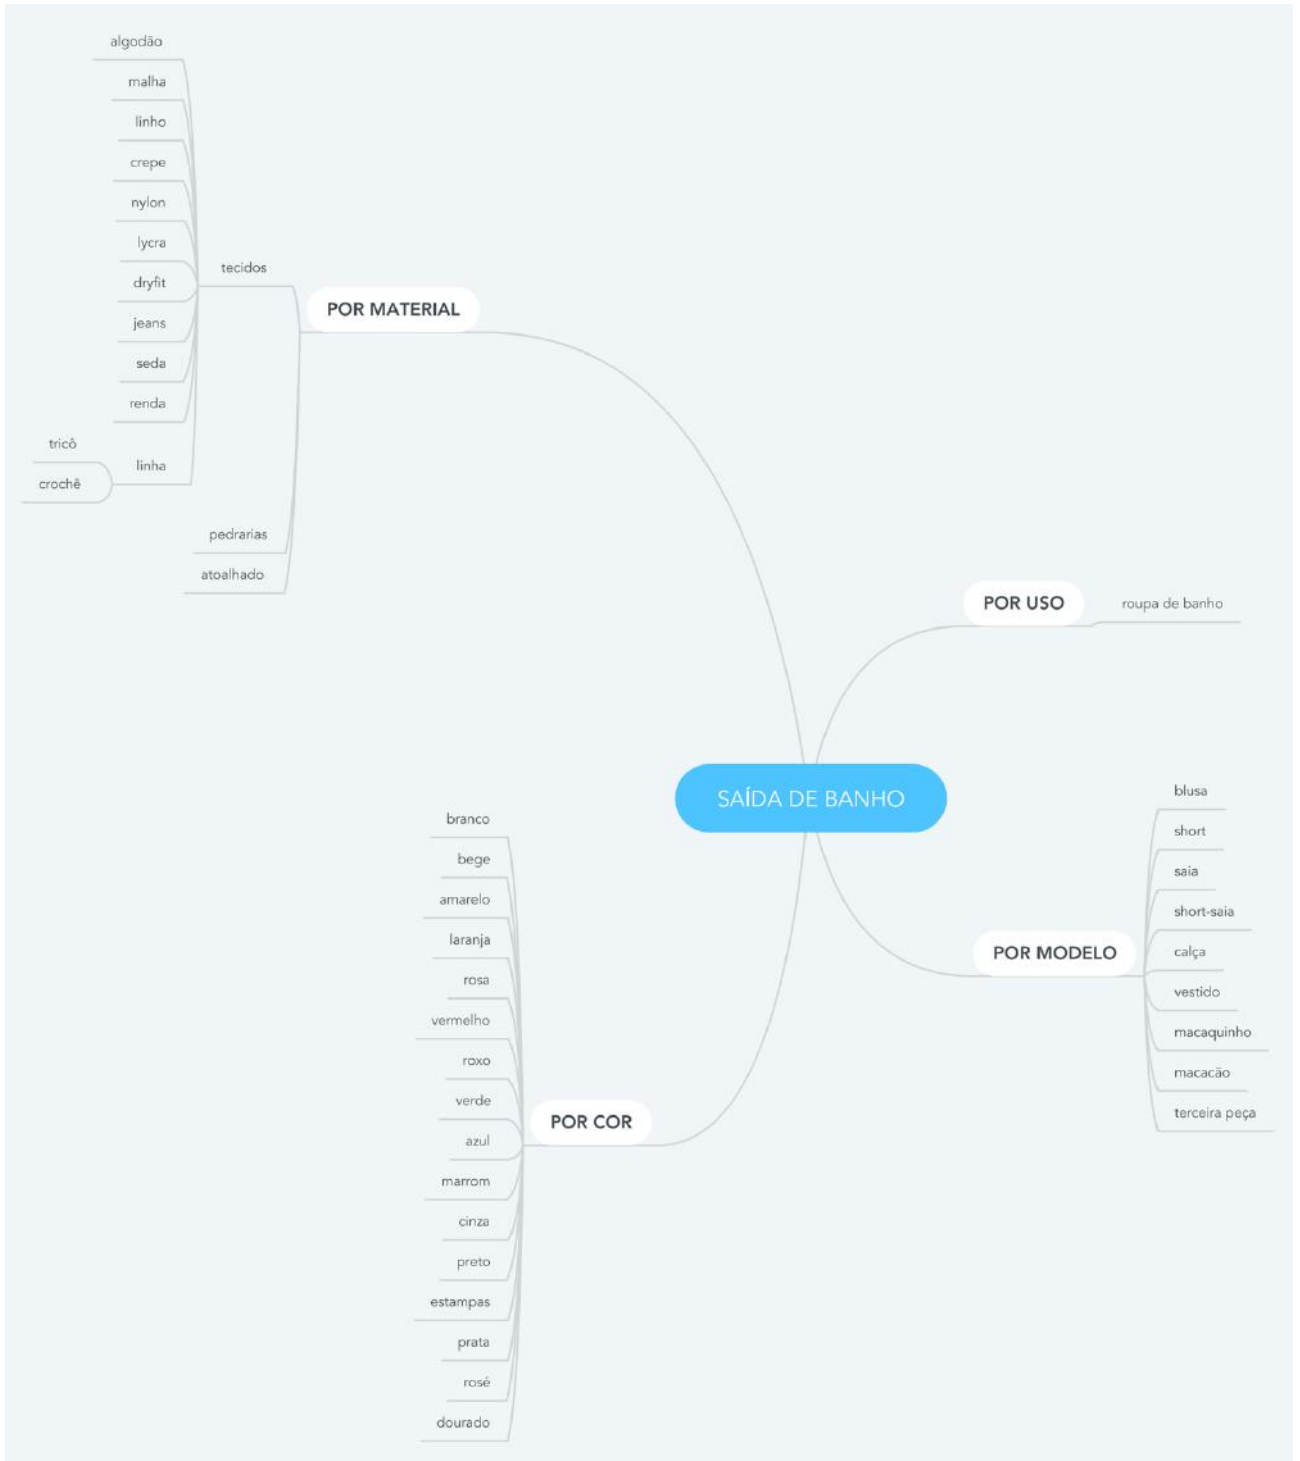 algodão
malha
linho
crepe
nylon
lycra
dryfit
jeans
seda
renda
tricô
crochê
linha
tecidos
pedrarias
atoalhado
POR MATERIAL
POR USO
roupa de banho
SAÍDA DE BANHO
POR MODELO
blusa
short
saia
short-saia
calça
vestido
macaquinho
macacão
terceira peça
POR COR
branco
bege
amarelo
laranja
rosa
vermelho
roxo
verde
azul
marrom
cinza
preto
estampas
prata
rosé
dourado